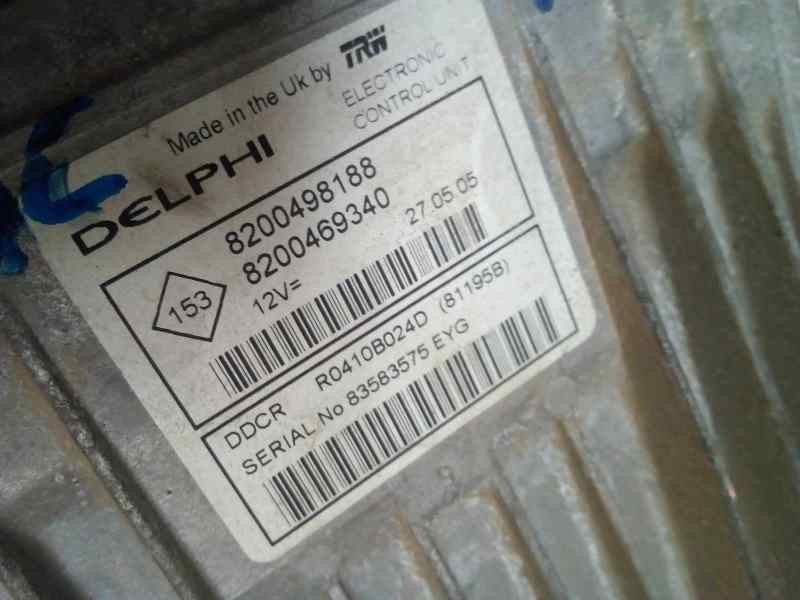 Made in the Uk by TRW
DELPHI
ELECTRONIC
CONTROL UNIT
8200498188
8200469340
153
12V=
27.05.05
DDCR R0410B024D (81195B)
SERIAL No 83583575 EYG